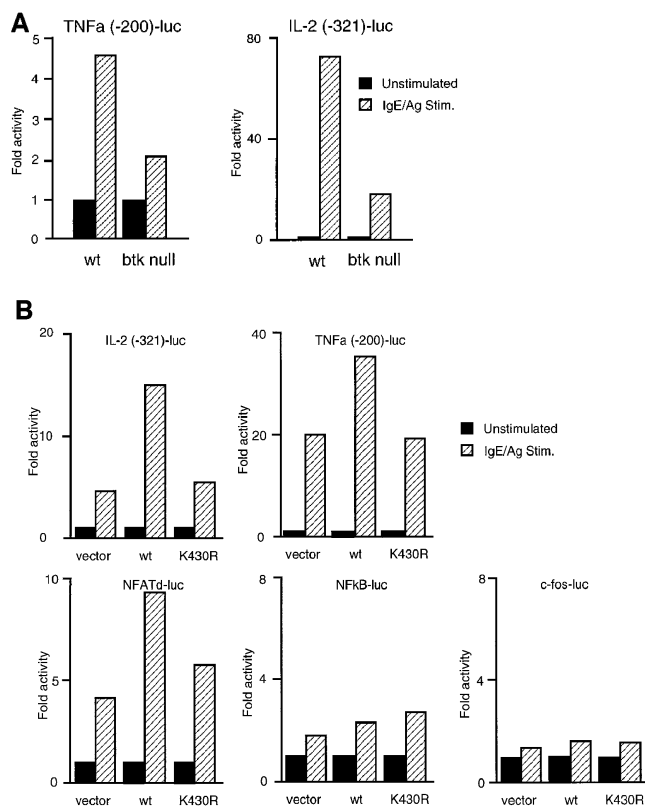 A
TNFa (-200)-luc
IL-2 (-321)-luc
Fold activity
5
4
3
2
1
0
wt btk null
Fold activity
80
40
0
wt btk null
Unstimulated
IgE/Ag Stim.
B
IL-2 (-321)-luc
Fold activity
20
10
0
vector wt K430R
TNFa (-200)-luc
Fold activity
40
20
0
vector wt K430R
Unstimulated
IgE/Ag Stim.
NFATd-luc
Fold activity
10
5
0
vector wt K430R
NFkB-luc
Fold activity
8
4
0
vector wt K430R
c-fos-luc
Fold activity
8
4
0
vector wt K430R